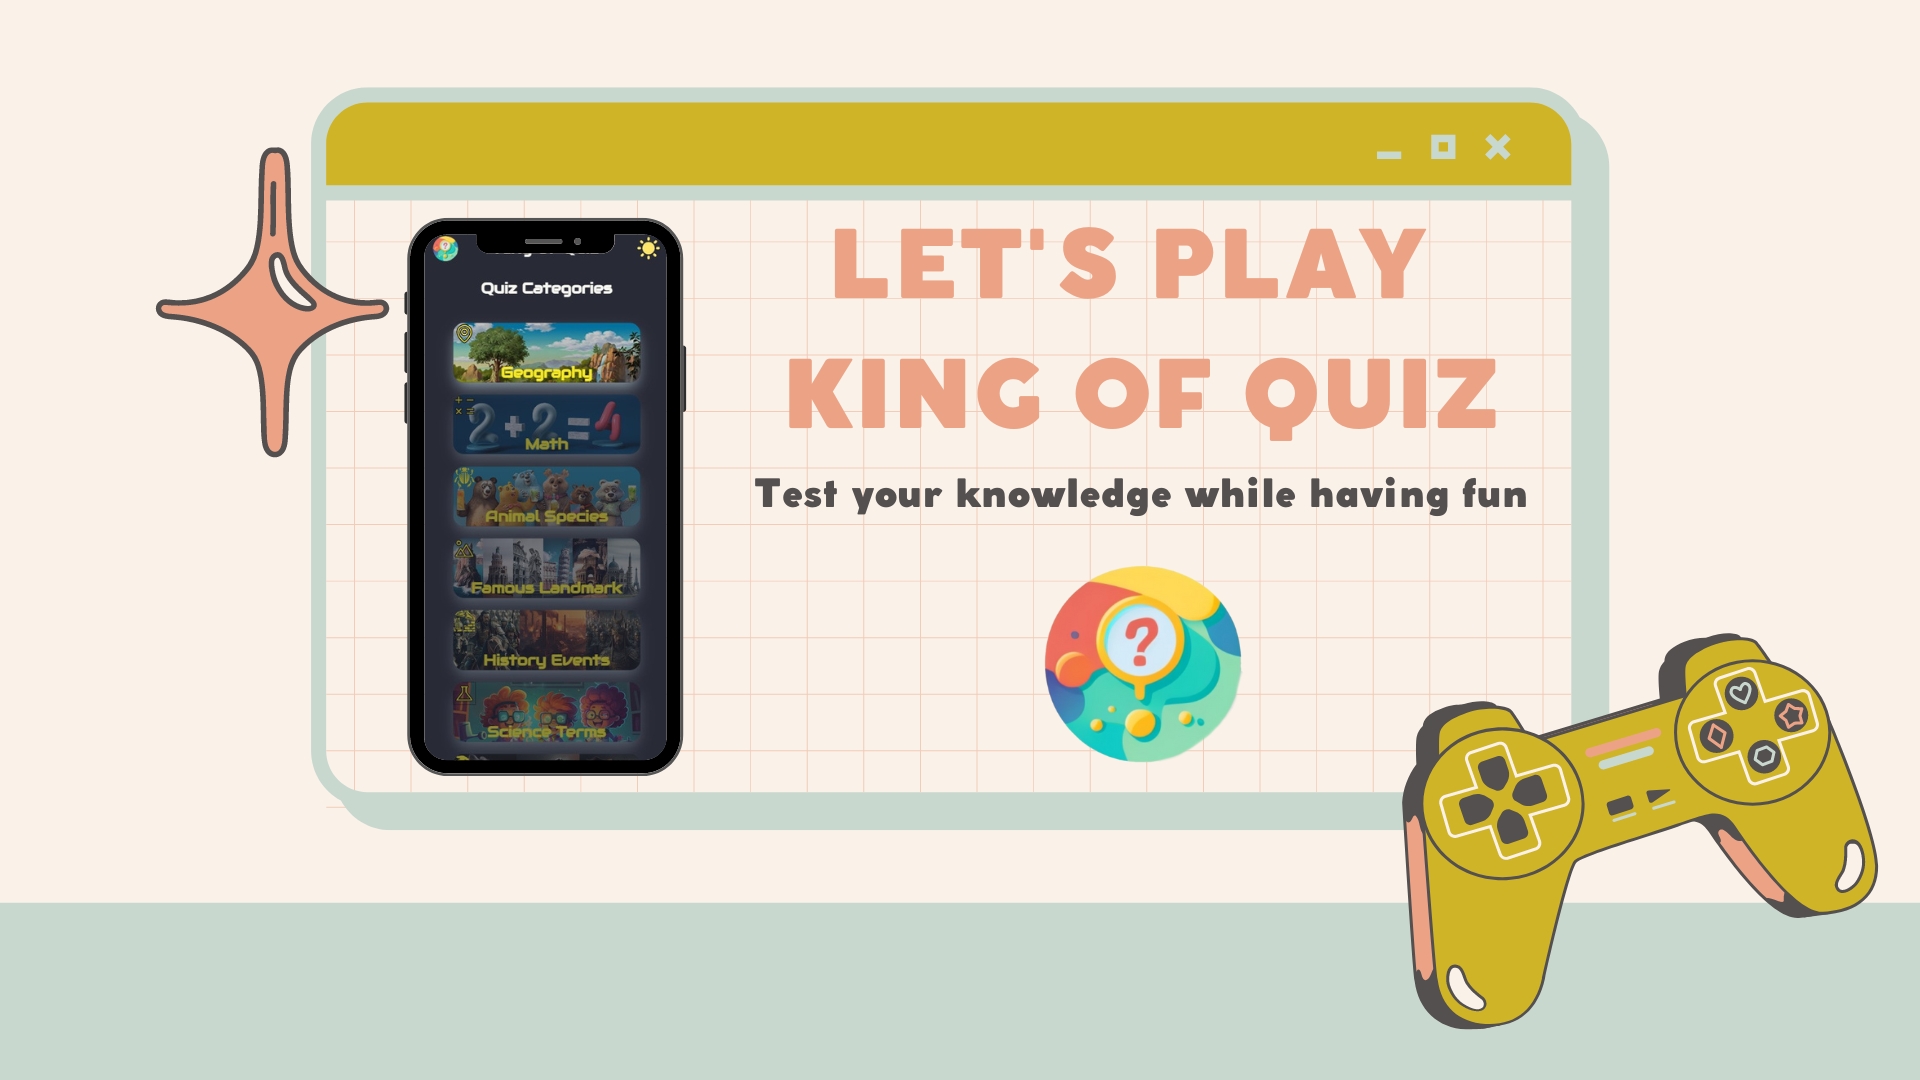 LET'S PLAY
KING OF QUIZ
Test your knowledge while having fun
Quiz Categories
Geography
2 + 2 = 4
Math
Animal Species
Famous Landmark
History Events
Science Terms
?